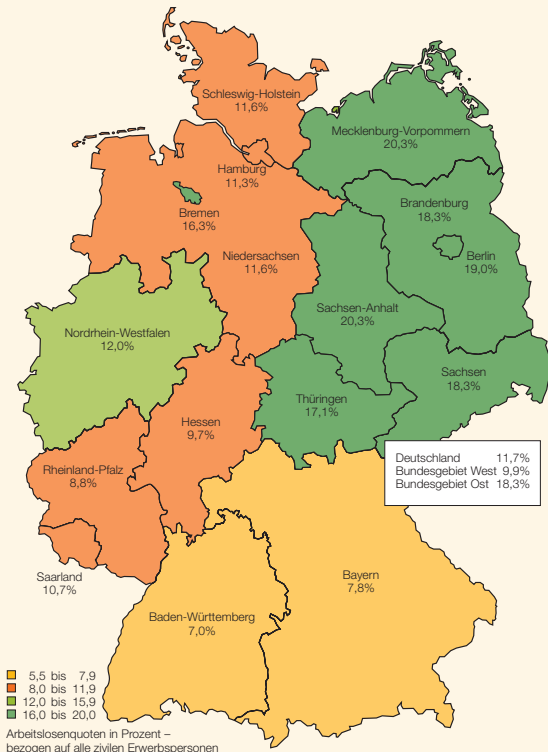 Schleswig-Holstein
11,6%
Mecklenburg-Vorpommern
20,3%
Hamburg
11,3%
Bremen
16,3%
Brandenburg
18,3%
Berlin
19,0%
Niedersachsen
11,6%
Sachsen-Anhalt
20,3%
Nordrhein-Westfalen
12,0%
Sachsen
18,3%
Thüringen
17,1%
Hessen
9,7%
Deutschland 11,7%
Bundesgebiet West 9,9%
Bundesgebiet Ost 18,3%
Rheinland-Pfalz
8,8%
Saarland
10,7%
Bayern
7,8%
Baden-Württemberg
7,0%
5,5 bis 7,9
8,0 bis 11,9
12,0 bis 15,9
16,0 bis 20,0
Arbeitslosenquoten in Prozent –
bezogen auf alle zivilen Erwerbspersonen